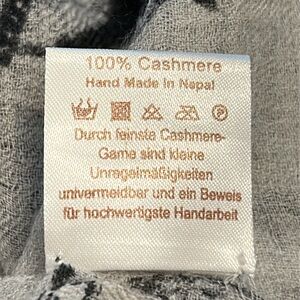 100% Cashmere
Hand Made in Nepal
P
Durch feinste Cashmere-
Game sind kleine
Unregelmäßigkeiten
unvermeidbar und ein Beweis
für hochwertigste Handarbeit